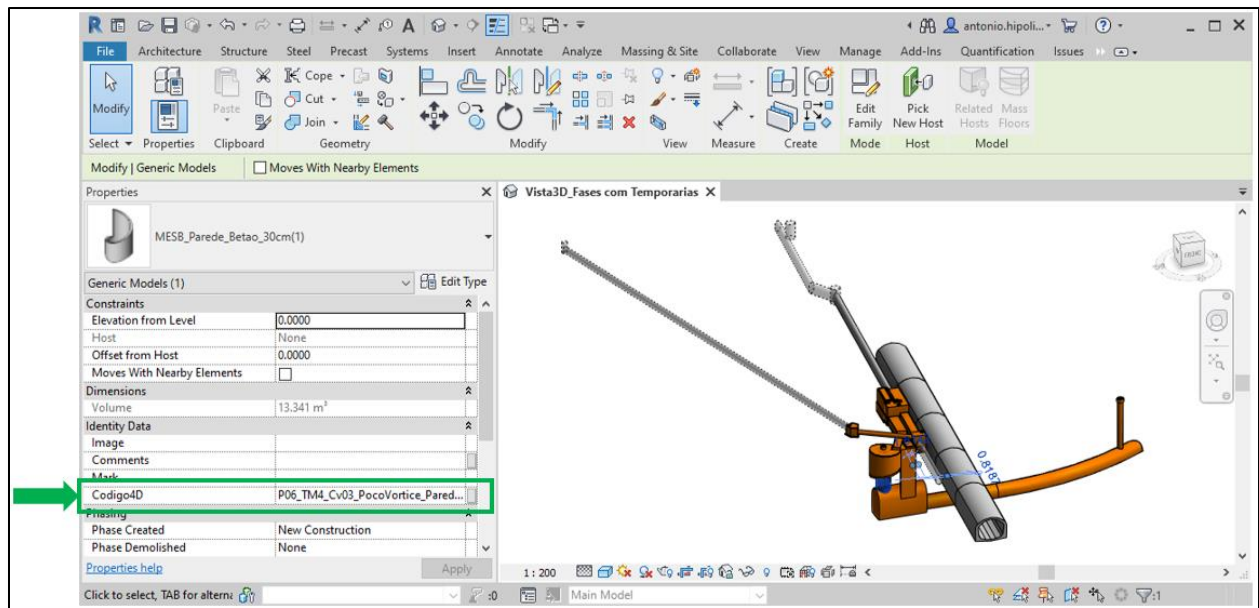 antonio.hipoli...
File Architecture Structure Steel Precast Systems Insert Annotate Analyze Massing & Site Collaborate View Manage Add-Ins Quantification Issues
Modify
Paste
Cope
Cut
Join
Edit Family
Pick New Host
Related Hosts
Mass Floors
Select Properties Clipboard Geometry Modify View Measure Create Mode Host Model
Modify | Generic Models Moves With Nearby Elements
Properties
Vista3D_Fases com Temporarias
MESB_Parede_Betao_30cm(1)
Generic Models (1) Edit Type
Constraints
Elevation from Level 0.0000
Host None
Offset from Host 0.0000
Moves With Nearby Elements
Dimensions
Volume 13.341 m³
Identity Data
Image
Comments
Mark
Codigo4D P06_TM4_Cv03_PocoVortice_Pared...
Phasing
Phase Created New Construction
Phase Demolished None
Properties help Apply
FRONT
0.8187
1 : 200
Click to select, TAB for alterna :0 Main Model :1